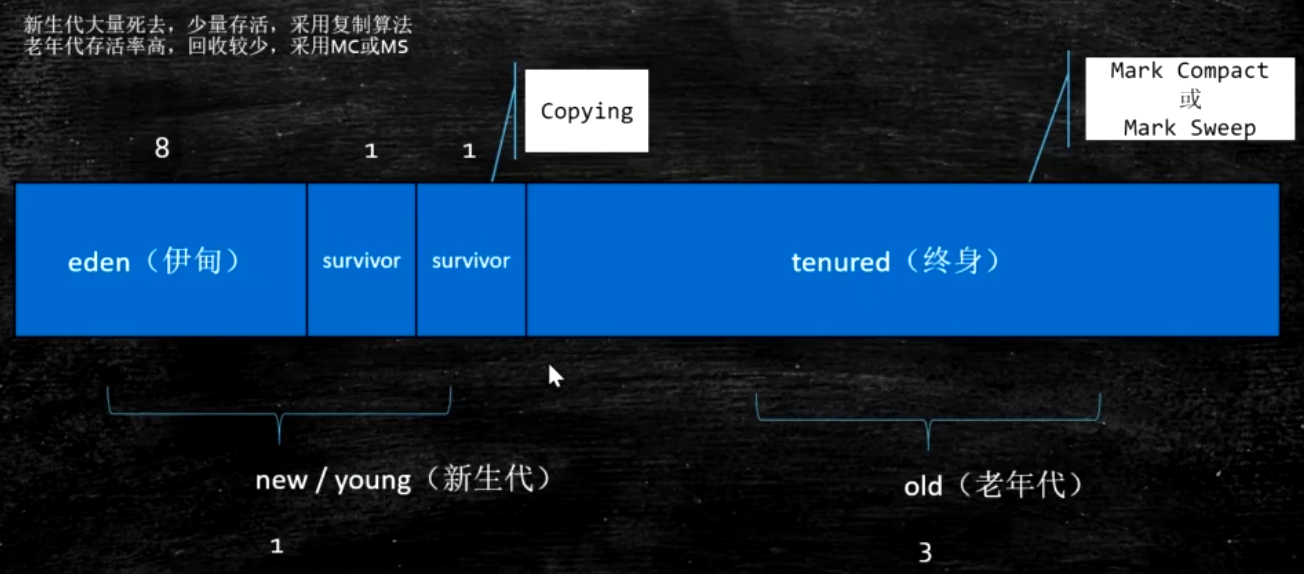 新生代大量死去，少量存活，采用复制算法
老年代存活率高，回收较少，采用MC或MS
Copying
Mark Compact
或
Mark Sweep
8
1
1
eden（伊甸）
survivor
survivor
tenured（终身）
new / young（新生代）
old（老年代）
1
3